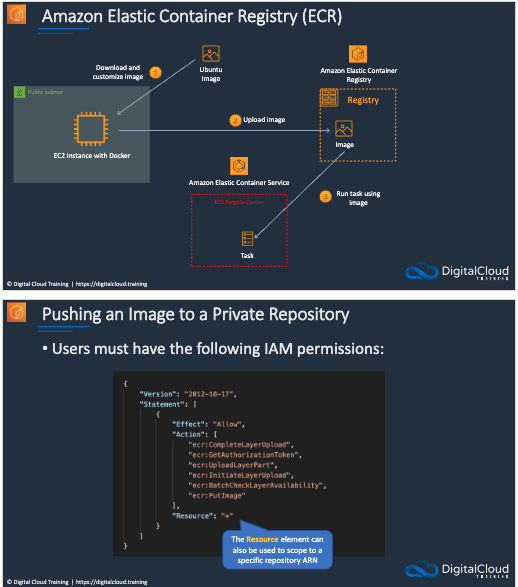 Amazon Elastic Container Registry (ECR)
Download and
customize image
1
Ubuntu
Image
Amazon Elastic Container
Registry
Public subnet
Registry
2
Upload image
EC2 Instance with Docker
Image
Amazon Elastic Container Service
3
Run task using
image
ECS Fargate Cluster
Task
© Digital Cloud Training | https://digitalcloud.training
DigitalCloud
TRAINING
Pushing an Image to a Private Repository
• Users must have the following IAM permissions:
{
"Version": "2012-10-17",
"Statement": [
{
"Effect": "Allow",
"Action": [
"ecr:CompleteLayerUpload",
"ecr:GetAuthorizationToken",
"ecr:UploadLayerPart",
"ecr:InitiateLayerUpload",
"ecr:BatchCheckLayerAvailability",
"ecr:PutImage"
],
"Resource": "*"
}
]
}
The Resource element can
also be used to scope to a
specific repository ARN
© Digital Cloud Training | https://digitalcloud.training
DigitalCloud
TRAINING